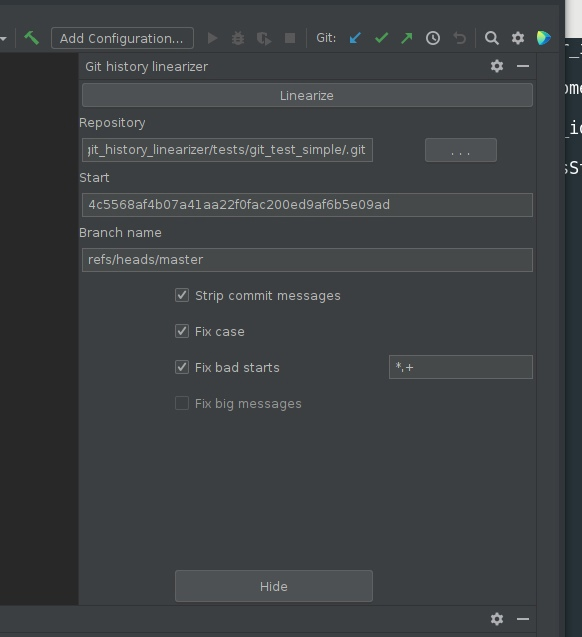 Add Configuration...
Git:
Git history linearizer
Linearize
Repository
git_history_linearizer/tests/git_test_simple/.git
...
Start
4c5568af4b07a41aa22f0fac200ed9af6b5e09ad
Branch name
refs/heads/master
Strip commit messages
Fix case
Fix bad starts
*,+
Fix big messages
Hide